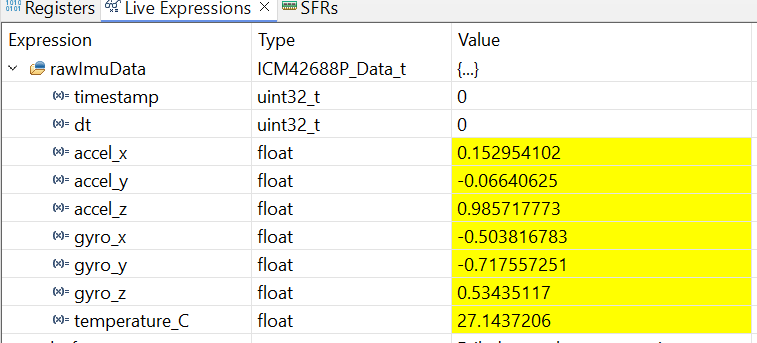 Registers Live Expressions SFRs
Expression Type Value
rawImuData ICM42688P_Data_t {...}
timestamp uint32_t 0
dt uint32_t 0
accel_x float 0.152954102
accel_y float -0.06640625
accel_z float 0.985717773
gyro_x float -0.503816783
gyro_y float -0.717557251
gyro_z float 0.53435117
temperature_C float 27.1437206